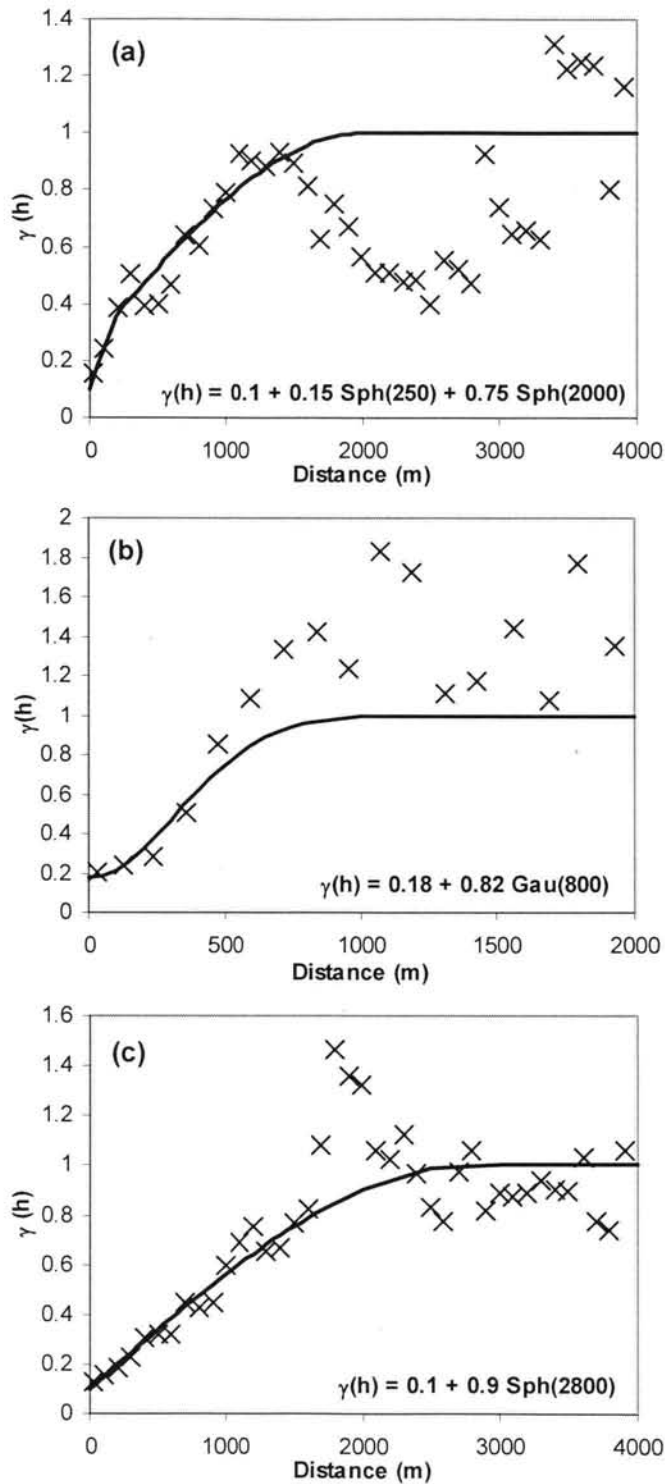 (a)
1.4
1.2
1
0.8
0.6
0.4
0.2
0
γ (h)
γ(h) = 0.1 + 0.15 Sph(250) + 0.75 Sph(2000)
0 1000 2000 3000 4000
Distance (m)
(b)
2
1.8
1.6
1.4
1.2
1
0.8
0.6
0.4
0.2
0
γ(h)
γ(h) = 0.18 + 0.82 Gau(800)
0 500 1000 1500 2000
Distance (m)
(c)
1.6
1.4
1.2
1
0.8
0.6
0.4
0.2
0
γ (h)
γ(h) = 0.1 + 0.9 Sph(2800)
0 1000 2000 3000 4000
Distance (m)